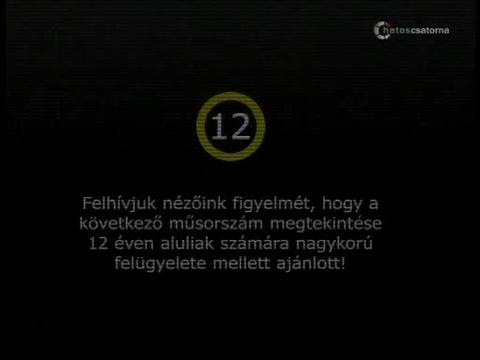 hatoscsatorna
12
Felhívjuk nézőink figyelmét, hogy a
következő műsorszám megtekintése
12 éven aluliak számára nagykorú
felügyelete mellett ajánlott!